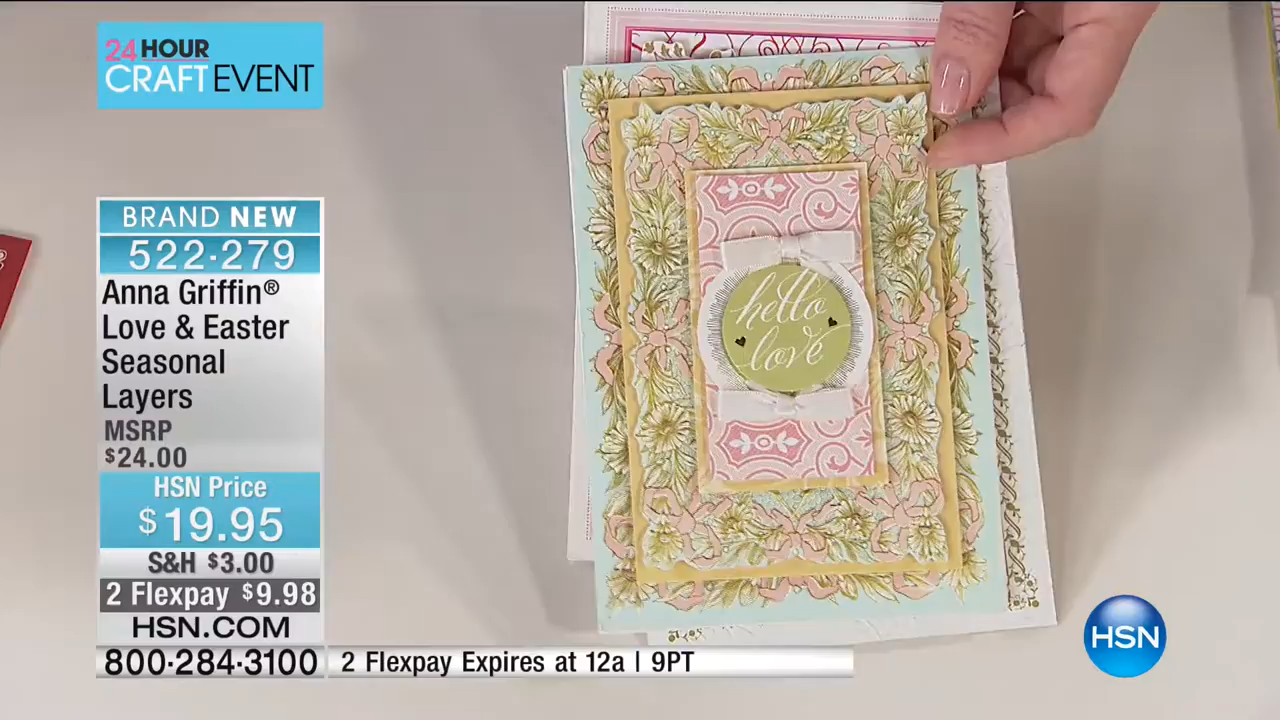 24 HOUR
CRAFT EVENT
BRAND NEW
522-279
Anna Griffin®
Love & Easter
Seasonal
Layers
MSRP
$24.00
HSN Price
$19.95
S&H $3.00
2 Flexpay $9.98
HSN.COM
800·284·3100
2 Flexpay Expires at 12a | 9PT
hello
love
HSN